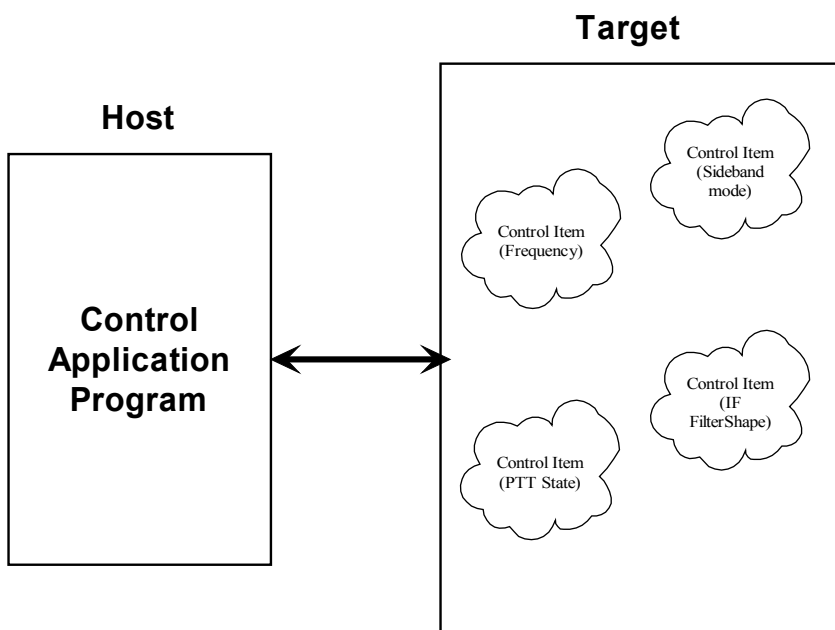 Target
Host
Control Item
(Sideband
mode)
Control Item
(Frequency)
Control
Application
Program
Control Item
(IF
FilterShape)
Control Item
(PTT State)